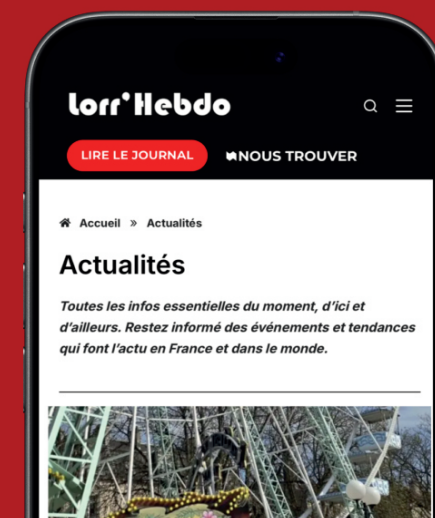 Lorr'Hebdo
LIRE LE JOURNAL
NOUS TROUVER
Accueil » Actualités
Actualités
Toutes les infos essentielles du moment, d'ici et
d'ailleurs. Restez informé des événements et tendances
qui font l'actu en France et dans le monde.